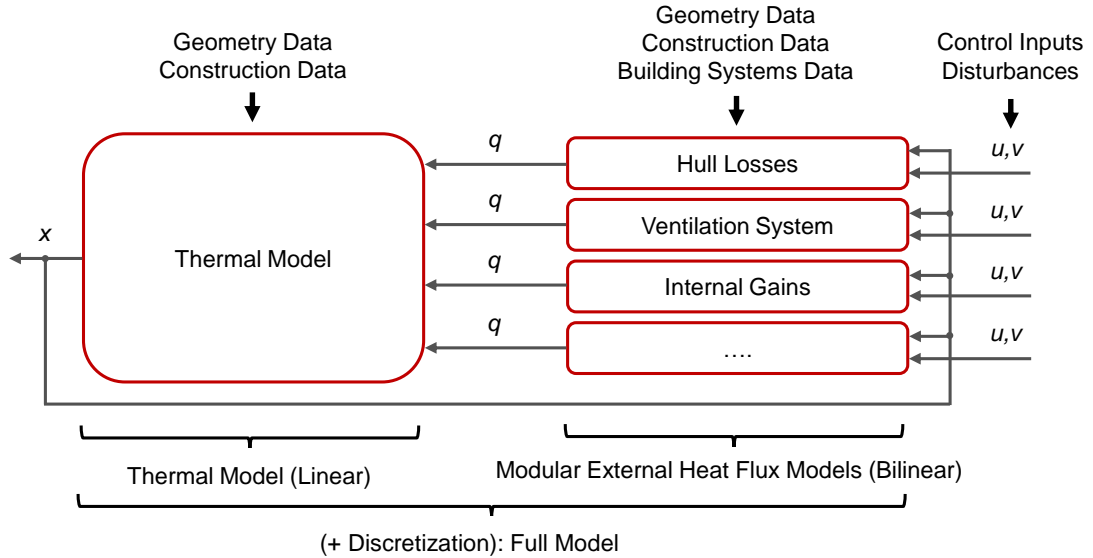 Geometry Data
Construction Data
Geometry Data
Construction Data
Building Systems Data
Control Inputs
Disturbances
q
Hull Losses
u,v
q
Ventilation System
u,v
x
Thermal Model
q
Internal Gains
u,v
q
....
u,v
Thermal Model (Linear)
Modular External Heat Flux Models (Bilinear)
(+ Discretization): Full Model